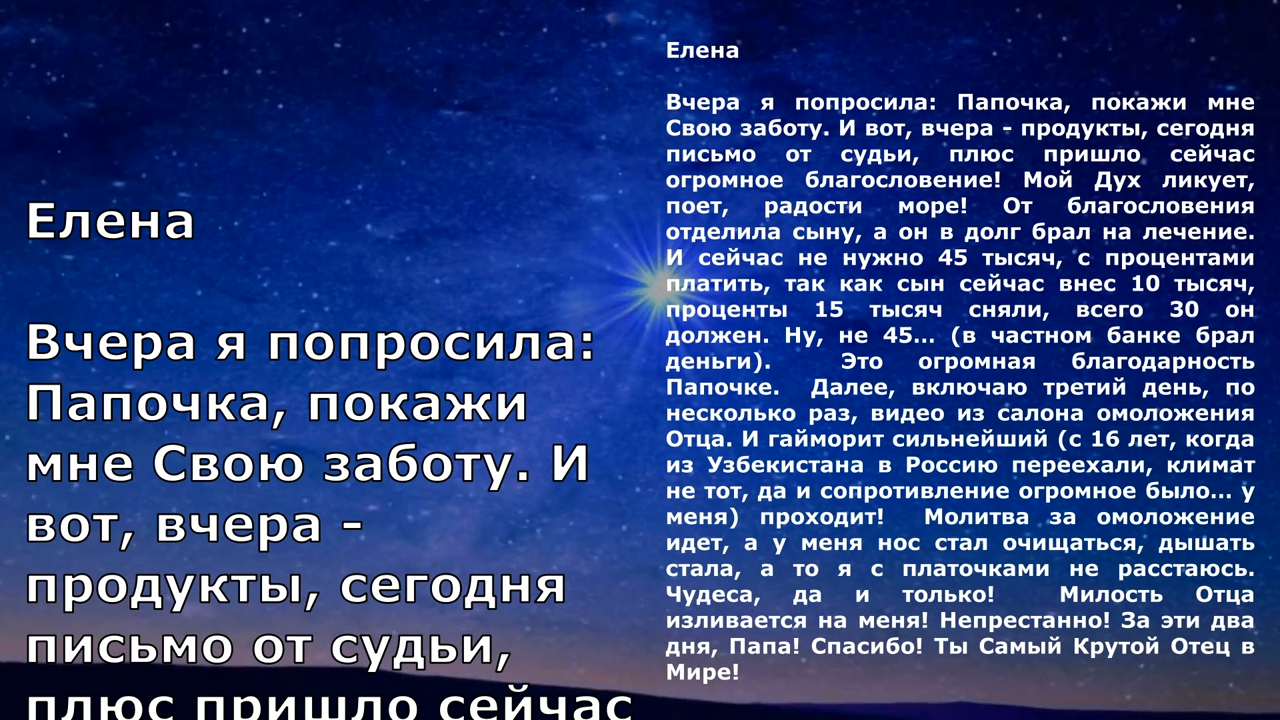 Елена
Вчера я попросила:
Папочка, покажи
мне Свою заботу. И
вот, вчера -
продукты, сегодня
письмо от судьи,
плюс пришло сейчас
Елена
Вчера я попросила: Папочка, покажи мне
Свою заботу. И вот, вчера - продукты, сегодня
письмо от судьи, плюс пришло сейчас
огромное благословение! Мой Дух ликует,
поет, радости море! От благословения
отделила сыну, а он в долг брал на лечение.
И сейчас не нужно 45 тысяч, с процентами
платить, так как сын сейчас внес 10 тысяч,
проценты 15 тысяч сняли, всего 30 он
должен. Ну, не 45... (в частном банке брал
деньги). Это огромная благодарность
Папочке. Далее, включаю третий день, по
несколько раз, видео из салона омоложения
Отца. И гайморит сильнейший (с 16 лет, когда
из Узбекистана в Россию переехали, климат
не тот, да и сопротивление огромное было... у
меня) проходит! Молитва за омоложение
идет, а у меня нос стал очищаться, дышать
стала, а то я с платочками не расстаюсь.
Чудеса, да и только! Милость Отца
изливается на меня! Непрестанно! За эти два
дня, Папа! Спасибо! Ты Самый Крутой Отец в
Мире!